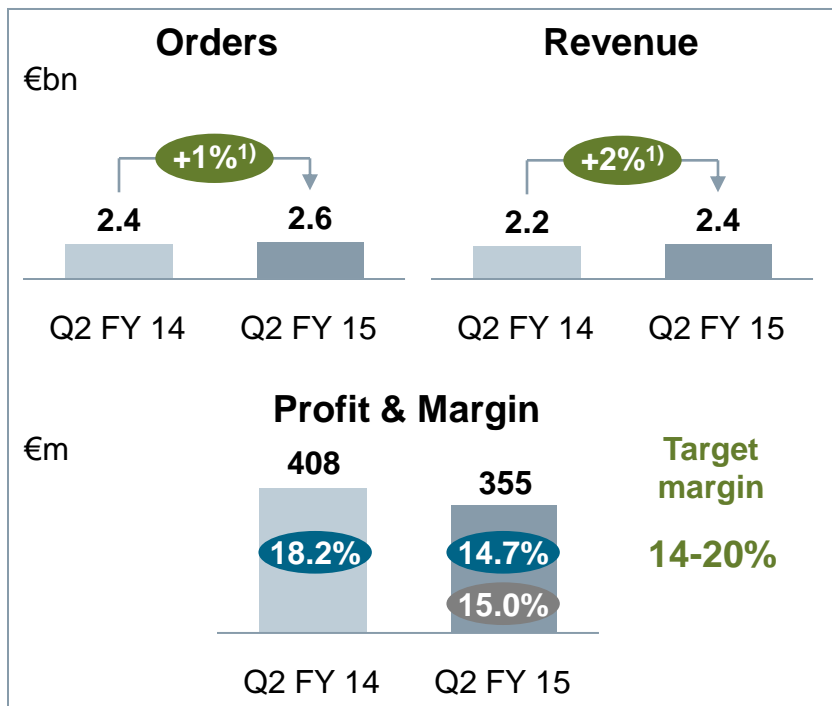 Orders
Revenue
€bn
+1%1)
+2%1)
2.4
2.6
2.2
2.4
Q2 FY 14
Q2 FY 15
Q2 FY 14
Q2 FY 15
Profit & Margin
€m
408
355
Target
margin
18.2%
14.7%
14-20%
15.0%
Q2 FY 14
Q2 FY 15